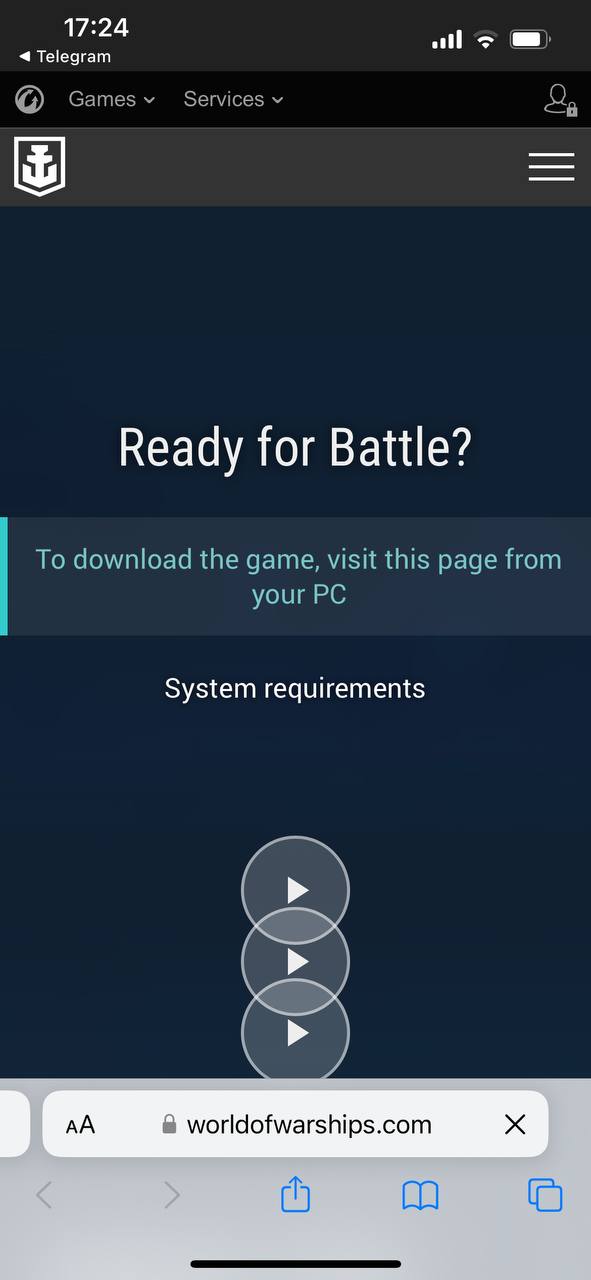 17:24
◀ Telegram
Games Services
Ready for Battle?
To download the game, visit this page from
your PC
System requirements
AA worldofwarships.com